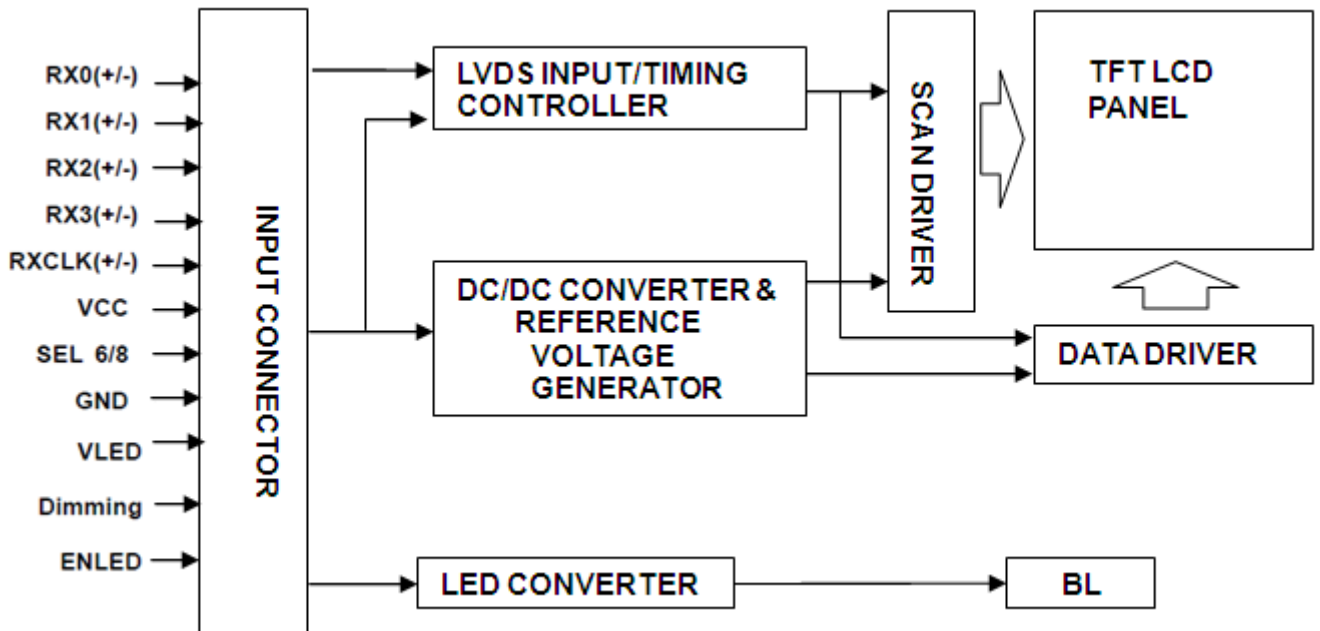 RX0(+/-)
RX1(+/-)
RX2(+/-)
RX3(+/-)
RXCLK(+/-)
VCC
SEL 6/8
GND
VLED
Dimming
ENLED
INPUT CONNECTOR
LVDS INPUT/TIMING
CONTROLLER
DC/DC CONVERTER &
REFERENCE
VOLTAGE
GENERATOR
LED CONVERTER
SCAN DRIVER
TFT LCD
PANEL
DATA DRIVER
BL